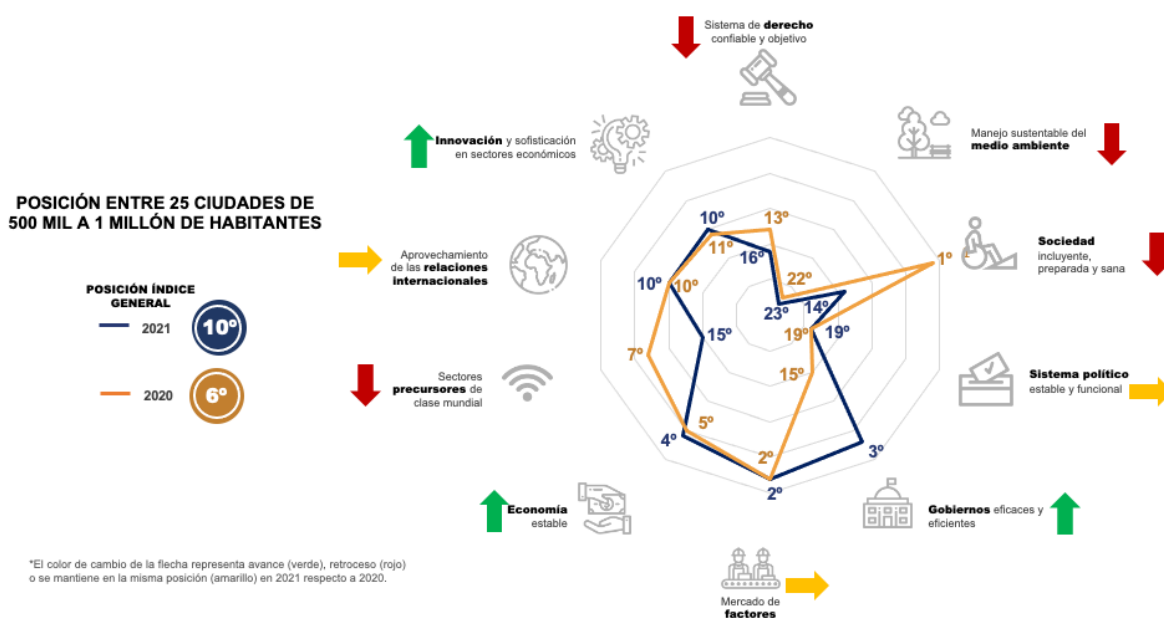 Sistema de derecho
confiable y objetivo
Innovación y sofisticación
en sectores económicos
Manejo sustentable del
medio ambiente
POSICIÓN ENTRE 25 CIUDADES DE
500 MIL A 1 MILLÓN DE HABITANTES
Aprovechamiento
de las relaciones
internacionales
Sociedad
incluyente,
preparada y sana
POSICIÓN ÍNDICE
GENERAL
2021 10º
2020 6º
Sectores
precursores de
clase mundial
Sistema político
estable y funcional
Economía
estable
Gobiernos eficaces y
eficientes
Mercado de
factores
13º
16º
22º
23º
1º
14º
19º
19º
15º
3º
2º
2º
5º
4º
7º
15º
10º
10º
10º
11º
*El color de cambio de la flecha representa avance (verde), retroceso (rojo)
o se mantiene en la misma posición (amarillo) en 2021 respecto a 2020.